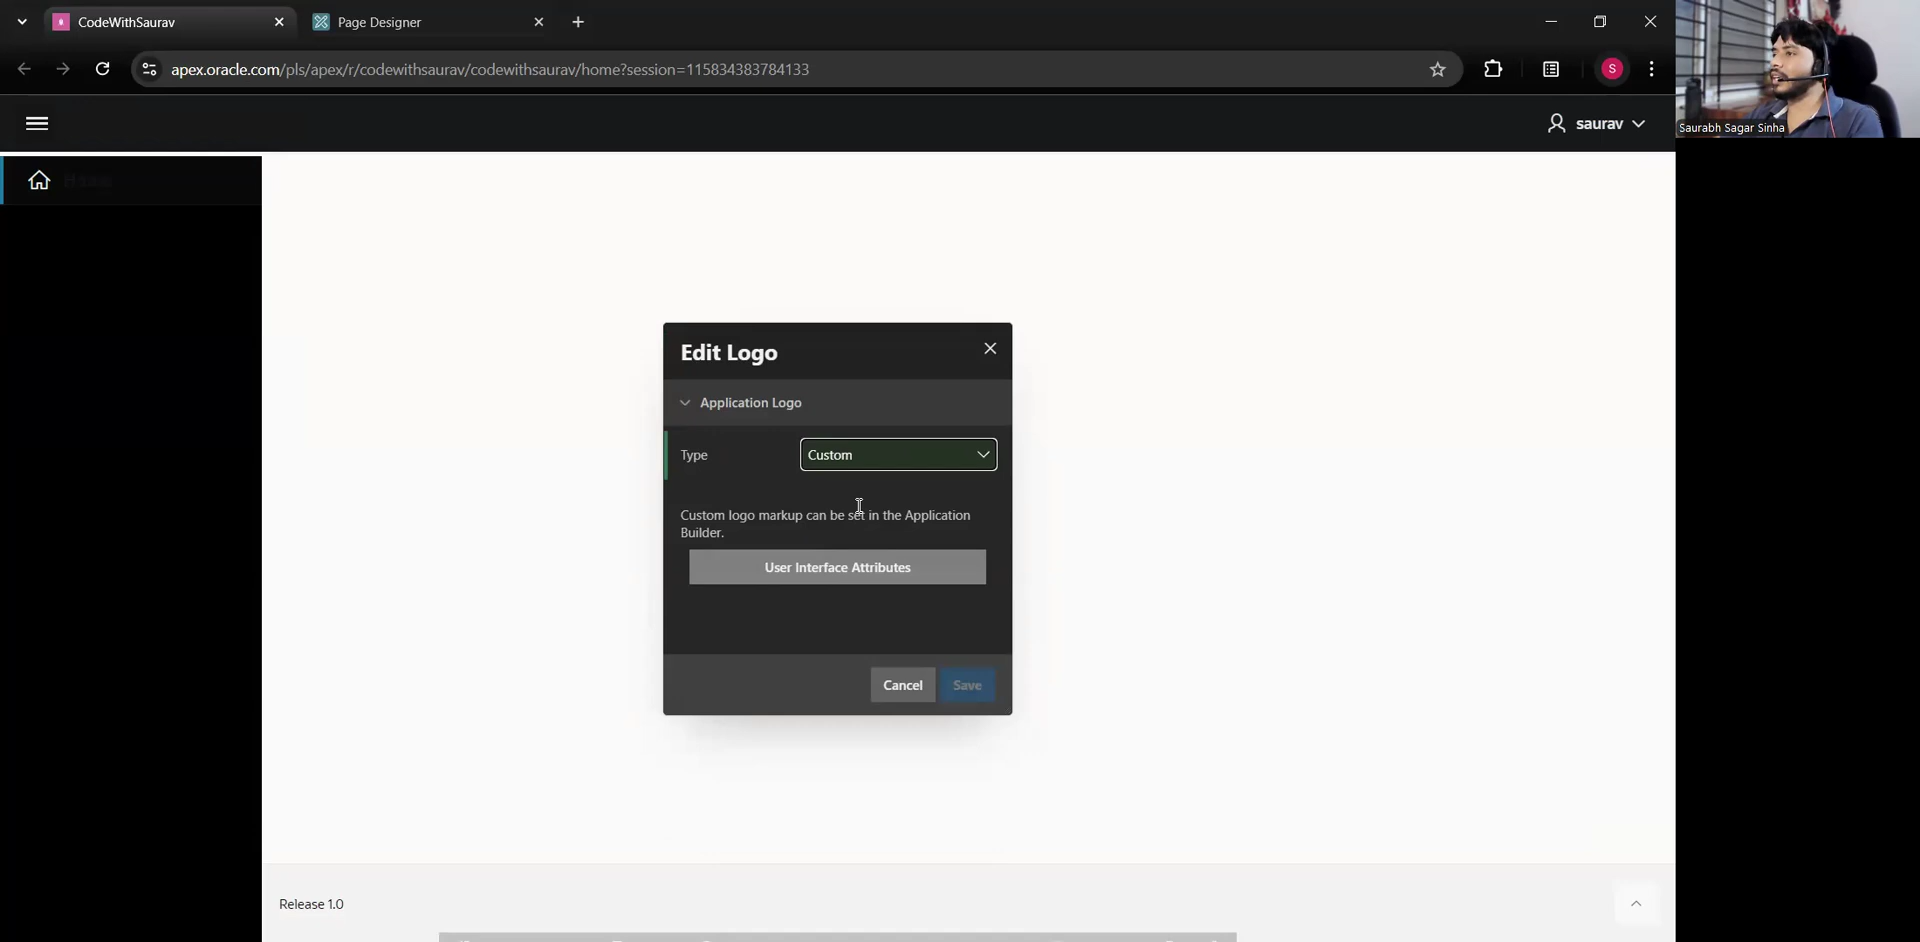 CodeWithSaurav
Page Designer
apex.oracle.com/pls/apex/r/codewithsaurav/codewithsaurav/home?session=115834383784133
S
saurav
Saurabh Sagar Sinha
Home
Edit Logo
Application Logo
Type
Custom
Custom logo markup can be set in the Application
Builder.
User Interface Attributes
Cancel
Save
Release 1.0